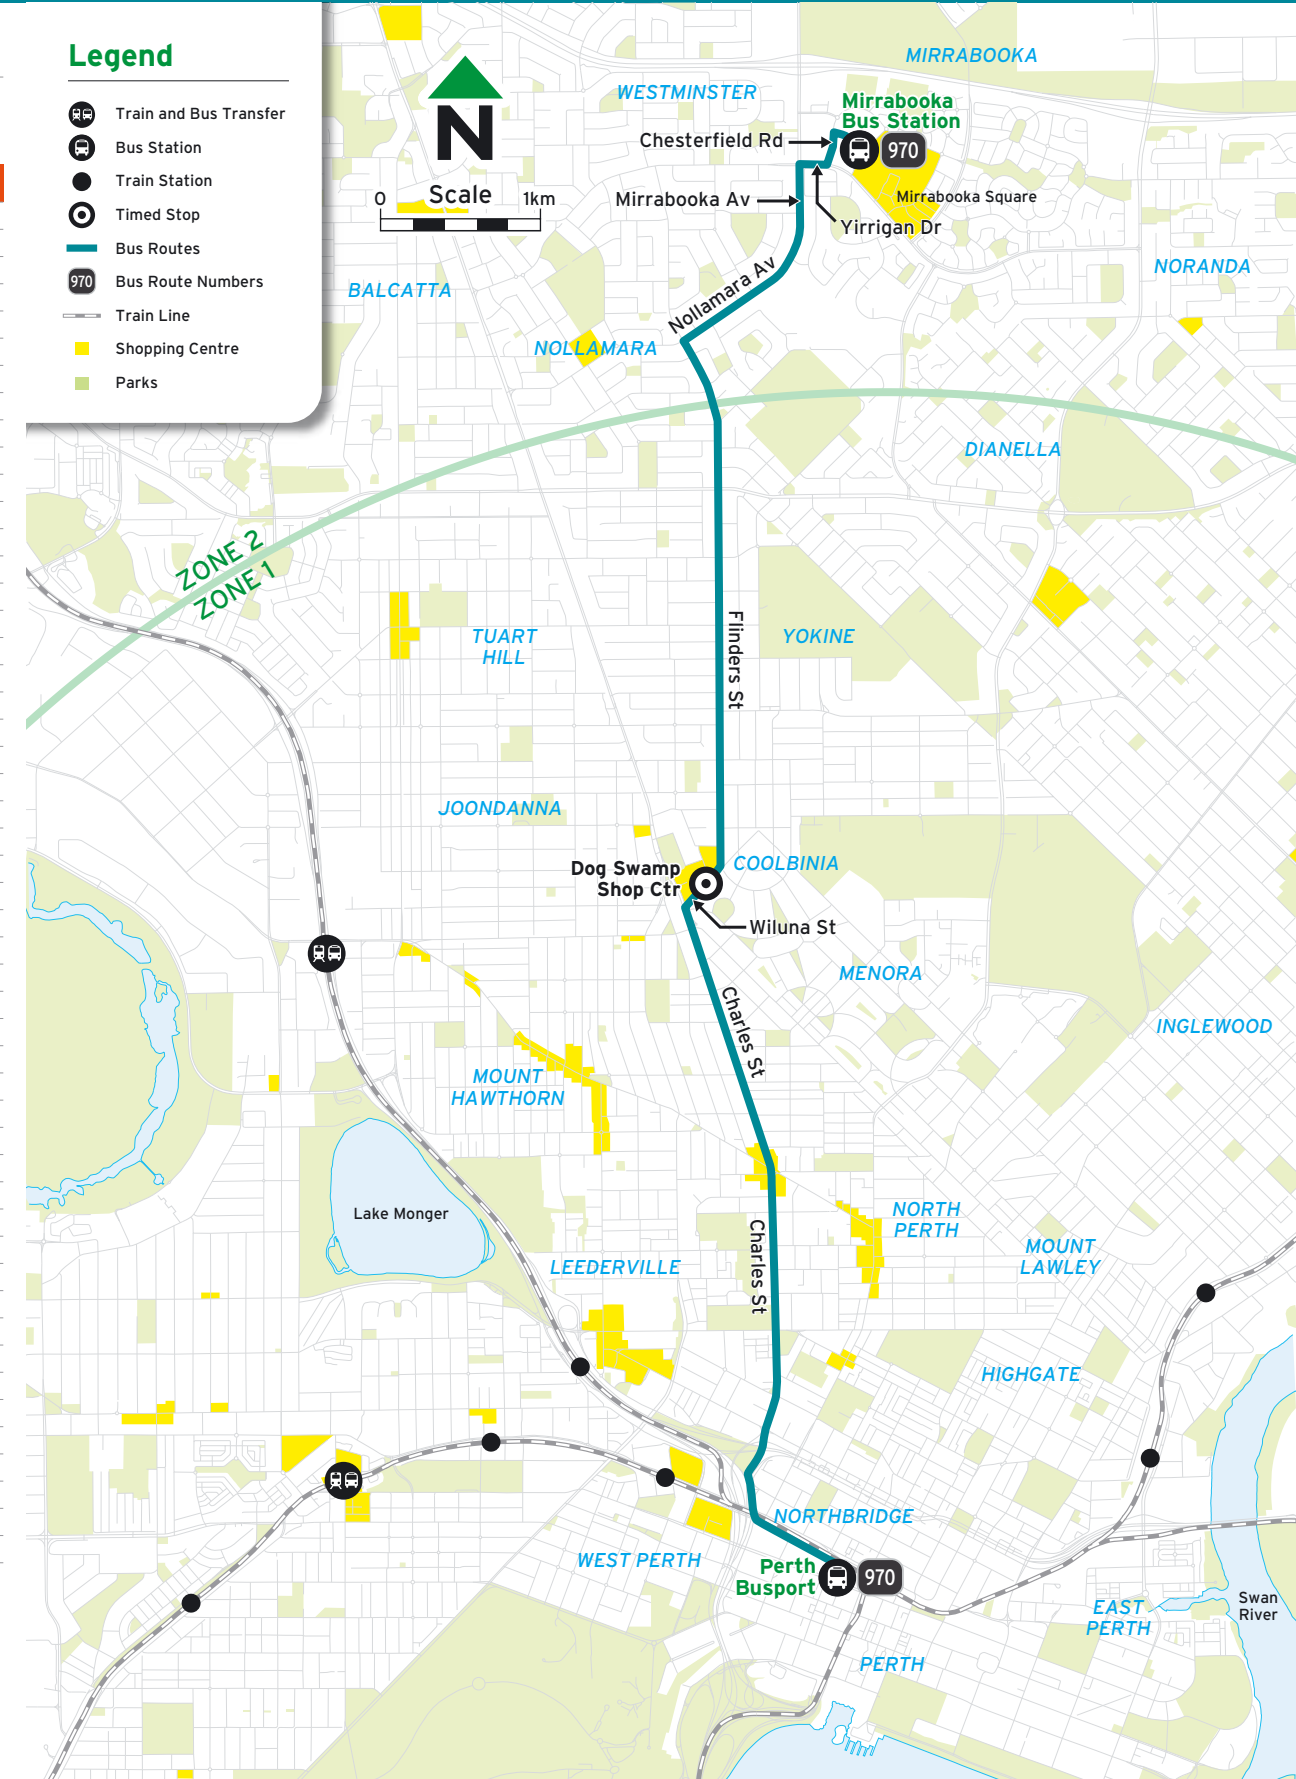 Legend
Train and Bus Transfer
Bus Station
Train Station
Timed Stop
Bus Routes
970
Bus Route Numbers
Train Line
Shopping Centre
Parks
N
0
Scale
1km
MIRRABOOKA
WESTMINSTER
Mirrabooka
Bus Station
970
Chesterfield Rd
Mirrabooka Av
Mirrabooka Square
Yirrigan Dr
NORANDA
Nollamara Av
BALCATTA
NOLLAMARA
DIANELLA
ZONE 2
ZONE 1
Flinders St
TUART
HILL
YOKINE
JOONDANNA
Dog Swamp
Shop Ctr
COOLBINIA
Wiluna St
MENORA
Charles St
INGLEWOOD
MOUNT
HAWTHORN
Lake Monger
NORTH
PERTH
Charles St
MOUNT
LAWLEY
LEEDERVILLE
HIGHGATE
NORTHBRIDGE
WEST PERTH
Perth
Busport
970
EAST
PERTH
Swan
River
PERTH